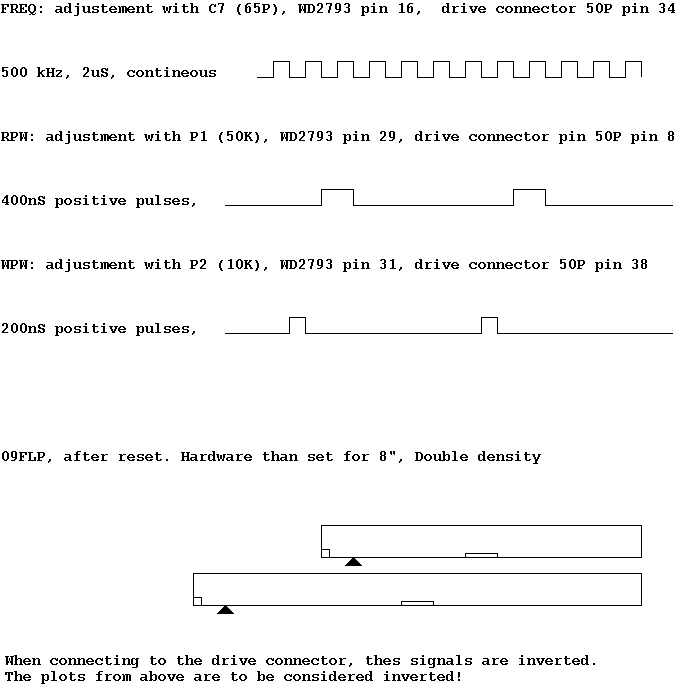 FREQ: adjustement with C7 (65P), WD2793 pin 16, drive connector 50P pin 34
500 kHz, 2uS, contineous
RPW: adjustment with P1 (50K), WD2793 pin 29, drive connector pin 50P pin 8
400nS positive pulses,
WPW: adjustment with P2 (10K), WD2793 pin 31, drive connector 50P pin 38
200nS positive pulses,
09FLP, after reset. Hardware than set for 8", Double density
When connecting to the drive connector, thes signals are inverted.
The plots from above are to be considered inverted!